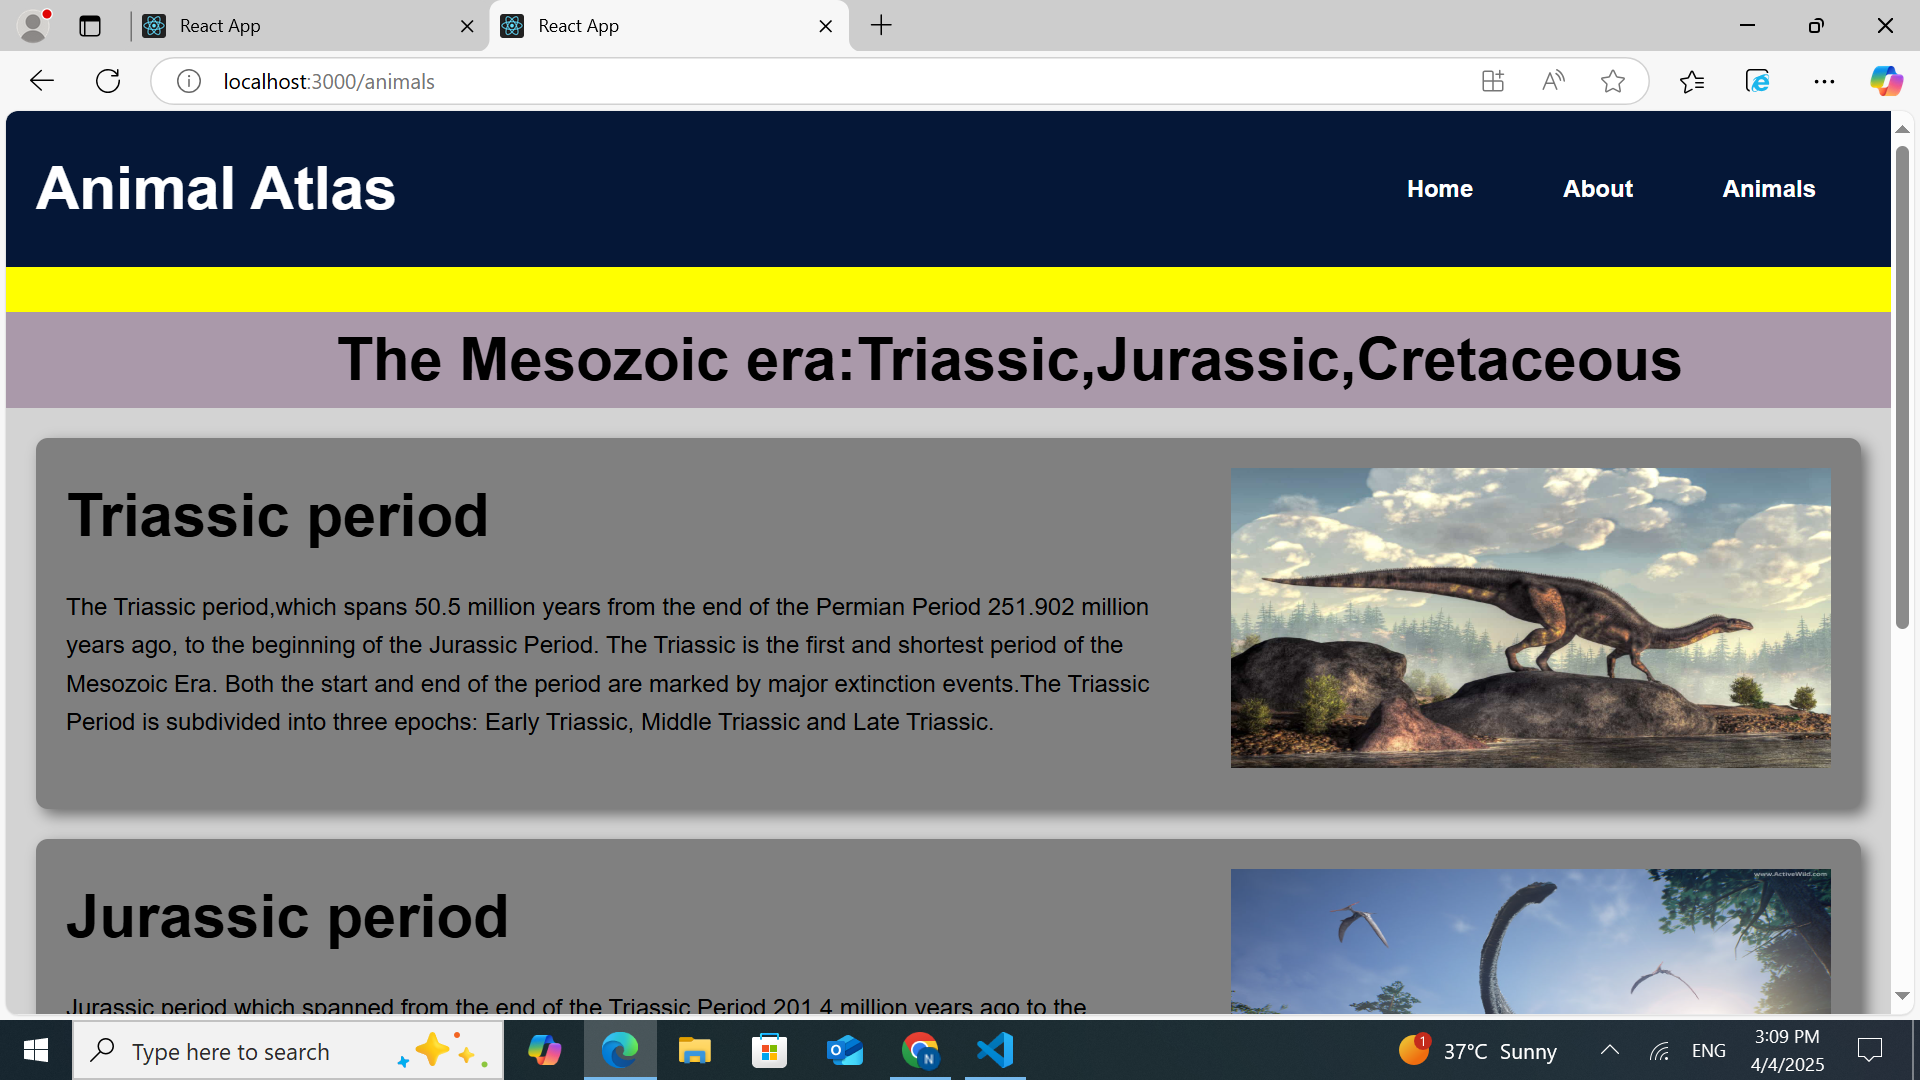 React App
React App
localhost:3000/animals
Animal Atlas
Home
About
Animals
The Mesozoic era:Triassic,Jurassic,Cretaceous
Triassic period
The Triassic period,which spans 50.5 million years from the end of the Permian Period 251.902 million
years ago, to the beginning of the Jurassic Period. The Triassic is the first and shortest period of the
Mesozoic Era. Both the start and end of the period are marked by major extinction events.The Triassic
Period is subdivided into three epochs: Early Triassic, Middle Triassic and Late Triassic.
www.ActiveWild.com
Jurassic period
Jurassic period which spanned from the end of the Triassic Period 201.4 million years ago to the
Type here to search
N
1
37°C Sunny
ENG
3:09 PM
4/4/2025